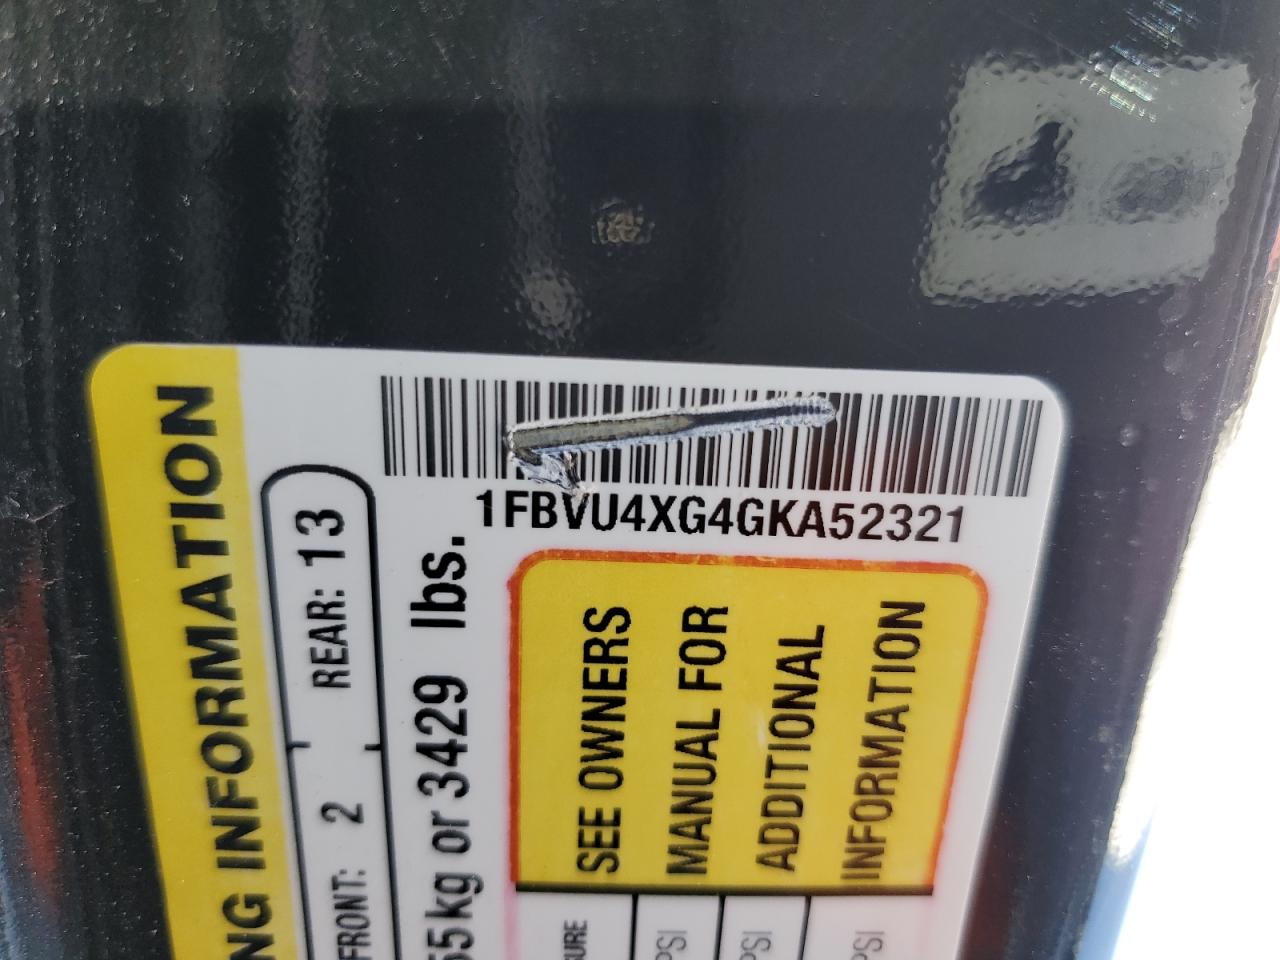 1FBVU4XG4GKA52321
NG INFORMATION
FRONT: 2 REAR: 13
55 kg or 3429 lbs.
SEE OWNERS
MANUAL FOR
ADDITIONAL
INFORMATION
SURE
PSI
PSI
PSI